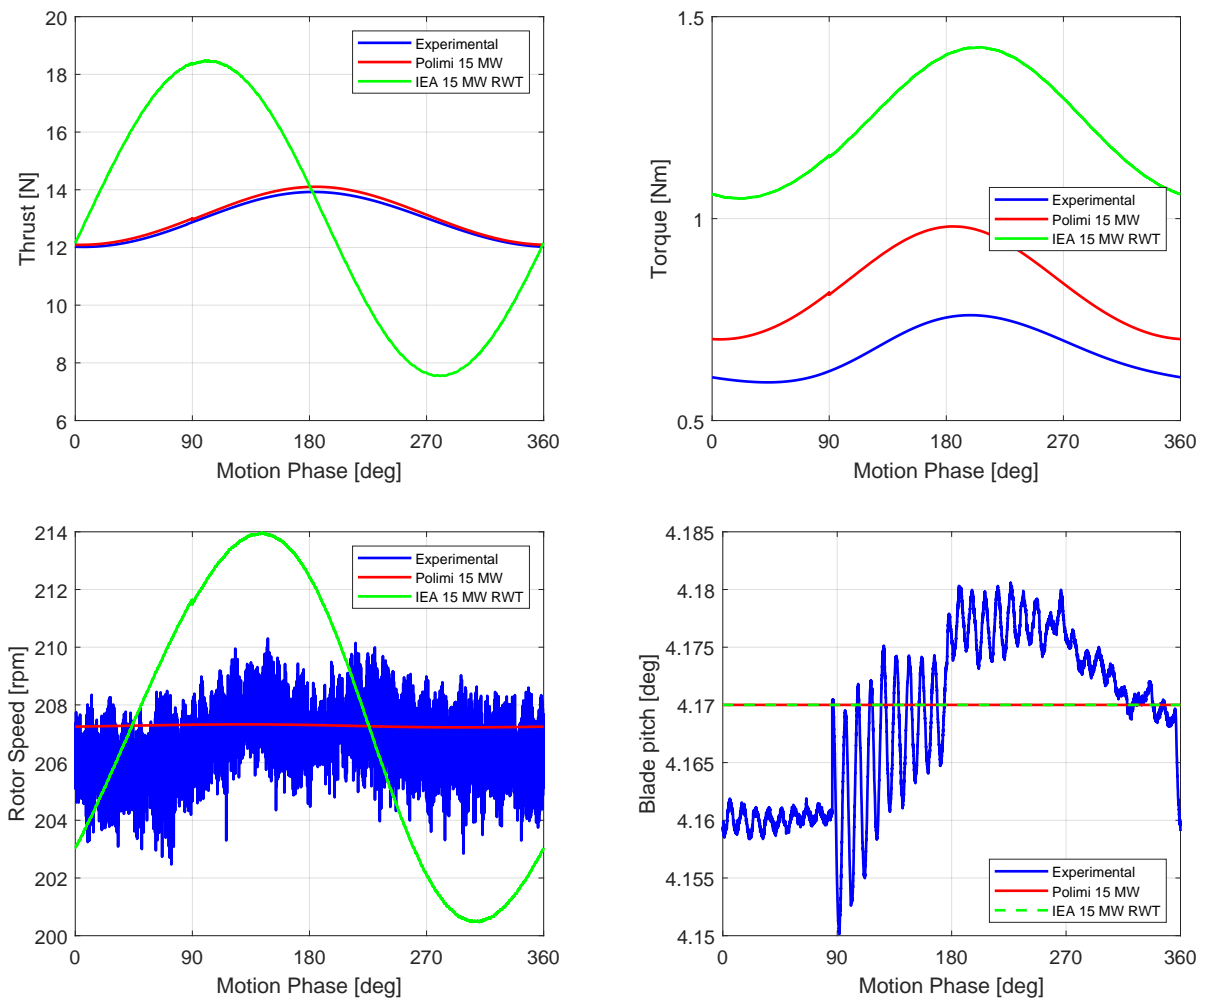 20
18
16
14
12
10
8
6
0
90
180
270
360
Thrust [N]
Motion Phase [deg]
Experimental
Polimi 15 MW
IEA 15 MW RWT
1.5
1
0.5
0
90
180
270
360
Torque [Nm]
Motion Phase [deg]
Experimental
Polimi 15 MW
IEA 15 MW RWT
214
212
210
208
206
204
202
200
0
90
180
270
360
Rotor Speed [rpm]
Motion Phase [deg]
Experimental
Polimi 15 MW
IEA 15 MW RWT
4.185
4.18
4.175
4.17
4.165
4.16
4.155
4.15
0
90
180
270
360
Blade pitch [deg]
Motion Phase [deg]
Experimental
Polimi 15 MW
IEA 15 MW RWT